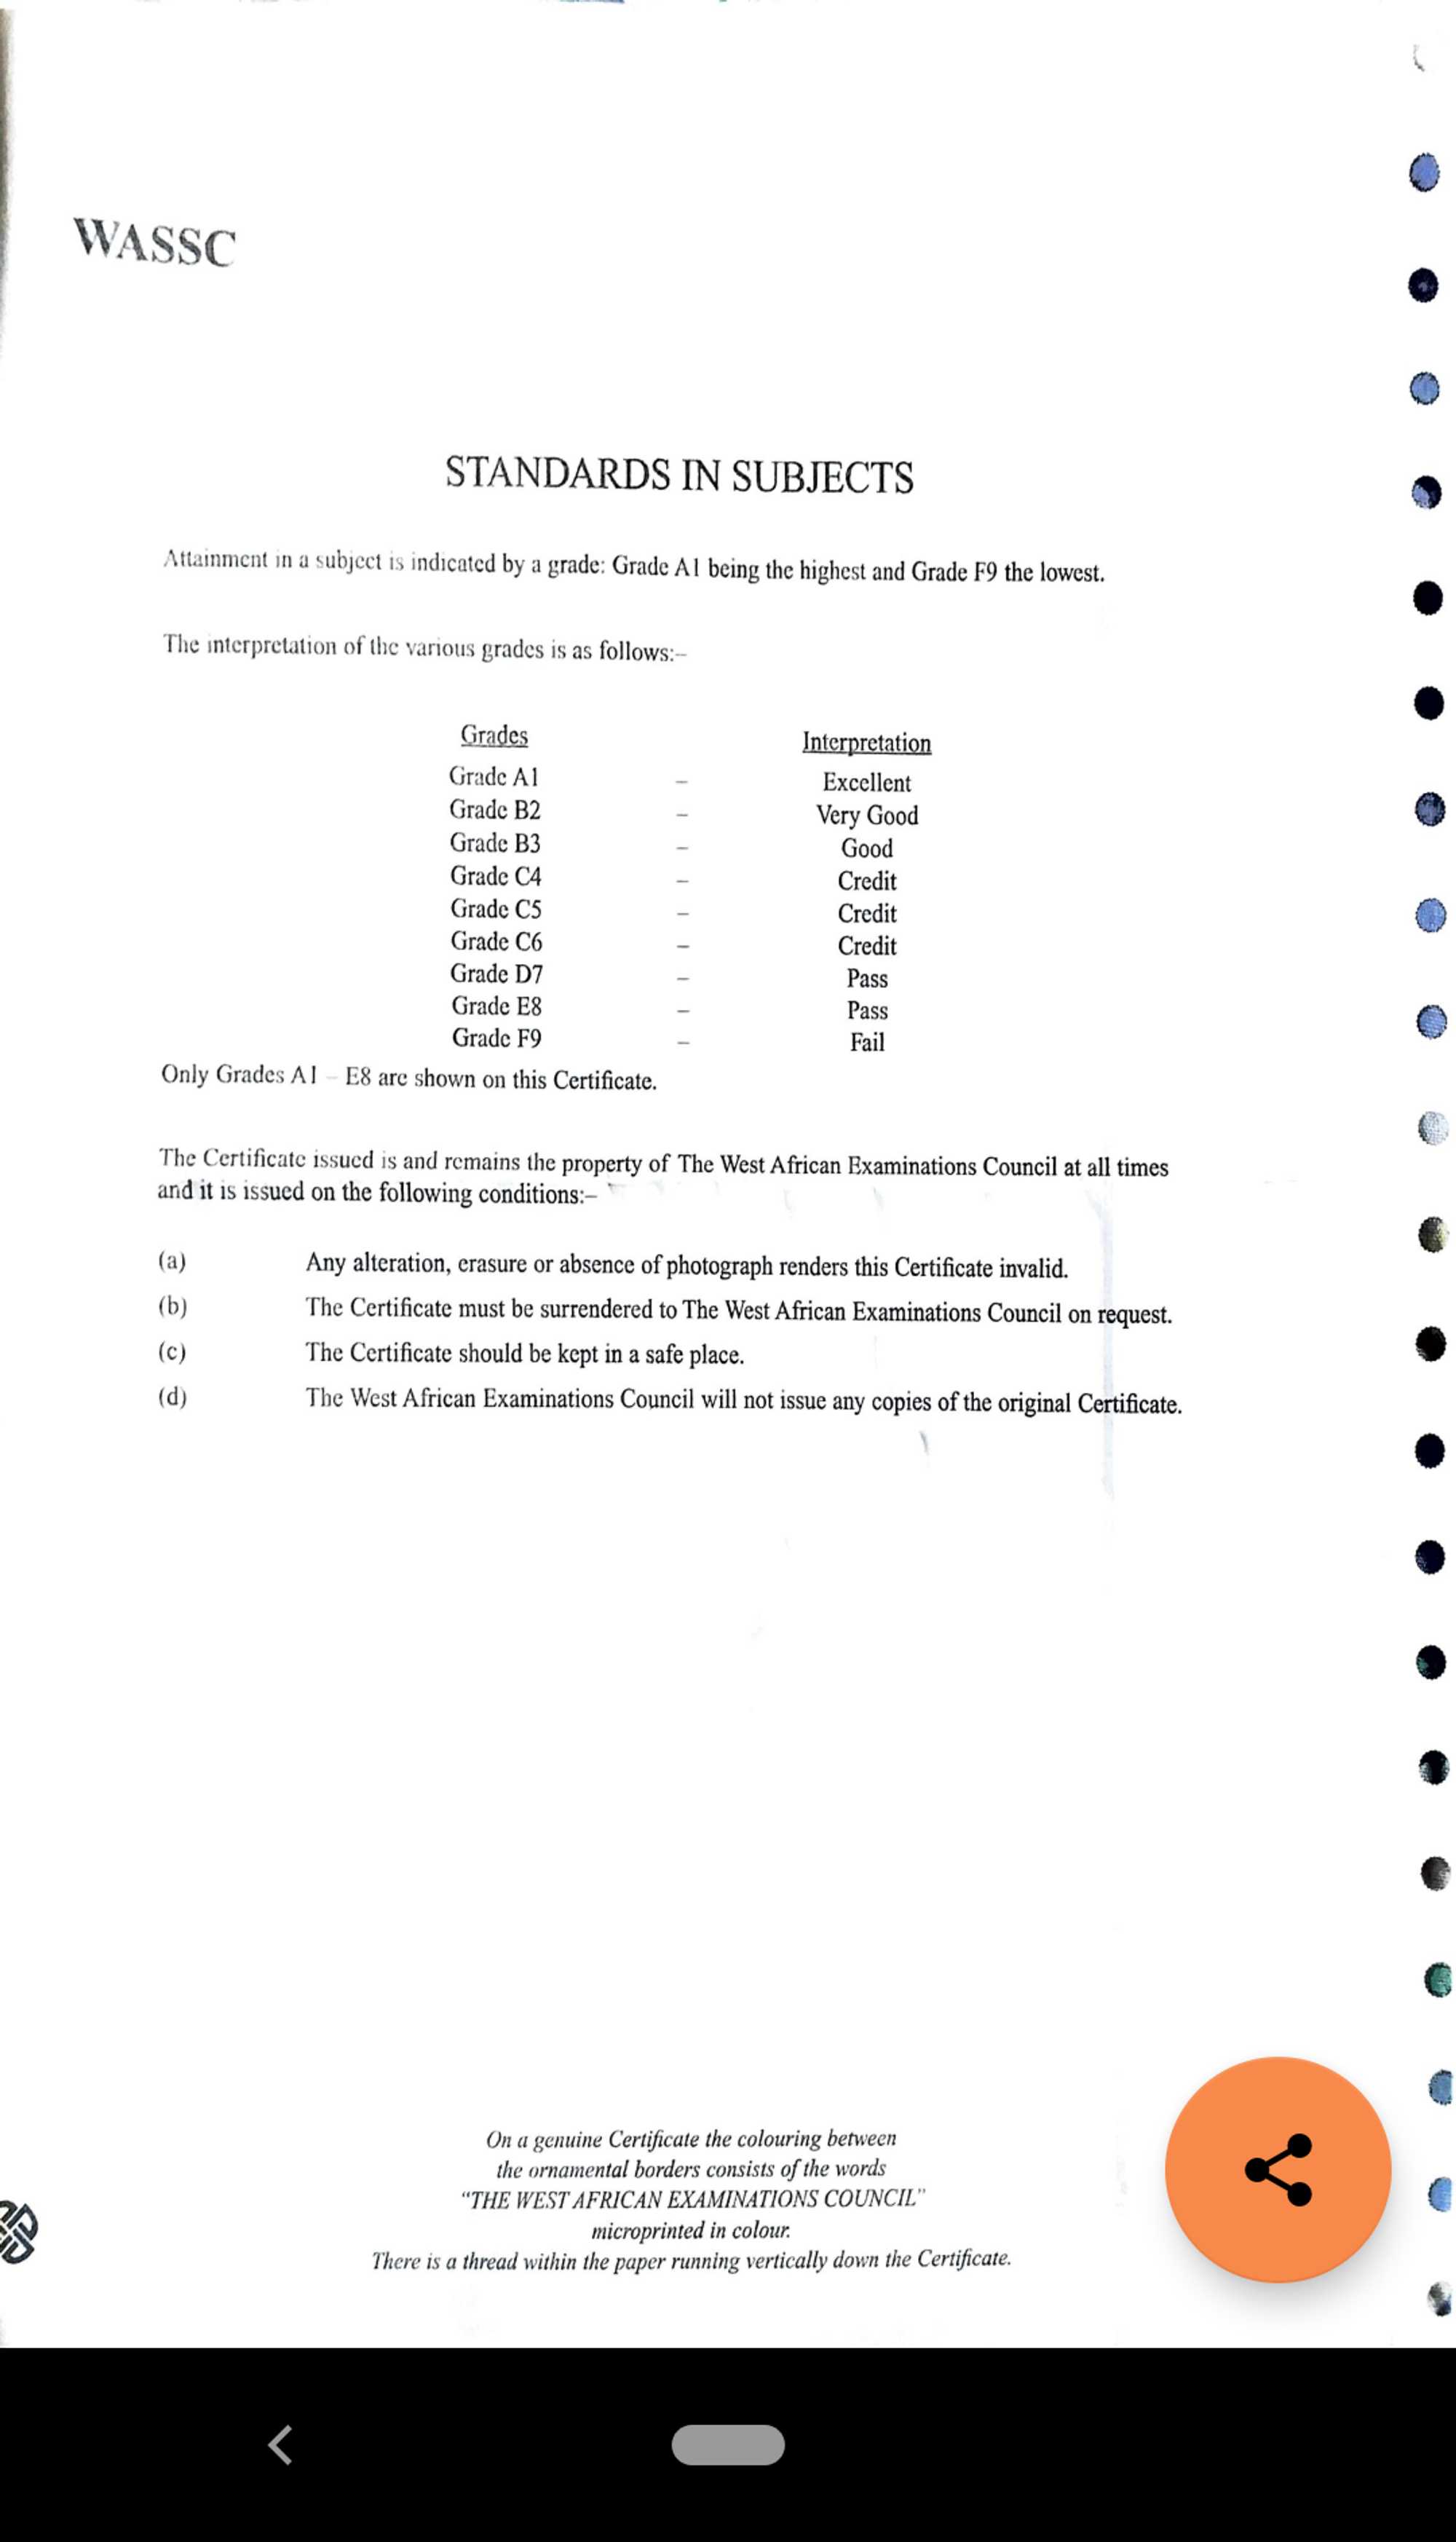 WASSC
STANDARDS IN SUBJECTS
Attainment in a subject is indicated by a grade: Grade A1 being the highest and Grade F9 the lowest.
The interpretation of the various grades is as follows:–
Grades Interpretation
Grade A1 – Excellent
Grade B2 – Very Good
Grade B3 – Good
Grade C4 – Credit
Grade C5 – Credit
Grade C6 – Credit
Grade D7 – Pass
Grade E8 – Pass
Grade F9 – Fail
Only Grades A1 – E8 are shown on this Certificate.
The Certificate issued is and remains the property of The West African Examinations Council at all times
and it is issued on the following conditions:–
(a) Any alteration, erasure or absence of photograph renders this Certificate invalid.
(b) The Certificate must be surrendered to The West African Examinations Council on request.
(c) The Certificate should be kept in a safe place.
(d) The West African Examinations Council will not issue any copies of the original Certificate.
On a genuine Certificate the colouring between
the ornamental borders consists of the words
“THE WEST AFRICAN EXAMINATIONS COUNCIL”
microprinted in colour.
There is a thread within the paper running vertically down the Certificate.